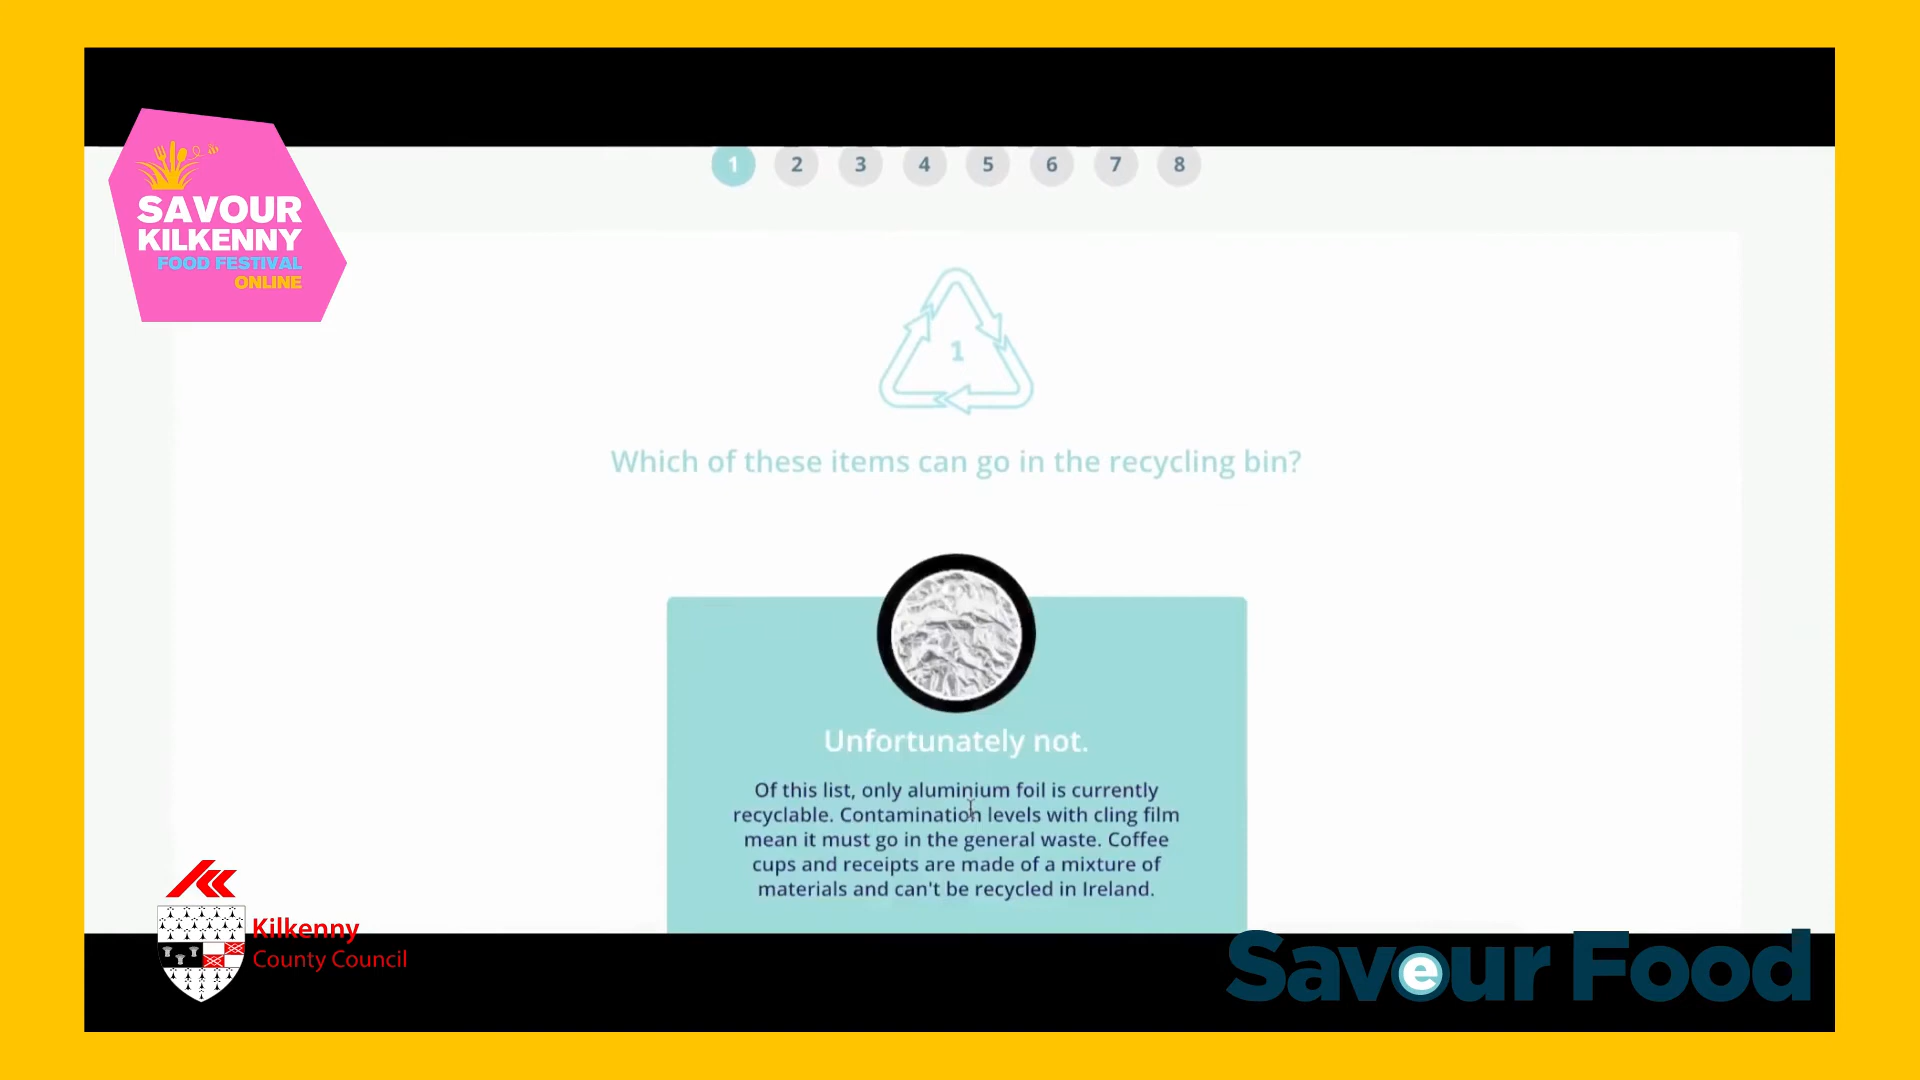 SAVOUR
KILKENNY
FOOD FESTIVAL
ONLINE
1 2 3 4 5 6 7 8
1
Which of these items can go in the recycling bin?
Unfortunately not.
Of this list, only aluminium foil is currently
recyclable. Contamination levels with cling film
mean it must go in the general waste. Coffee
cups and receipts are made of a mixture of
materials and can't be recycled in Ireland.
Kilkenny
County Council
Saveour Food